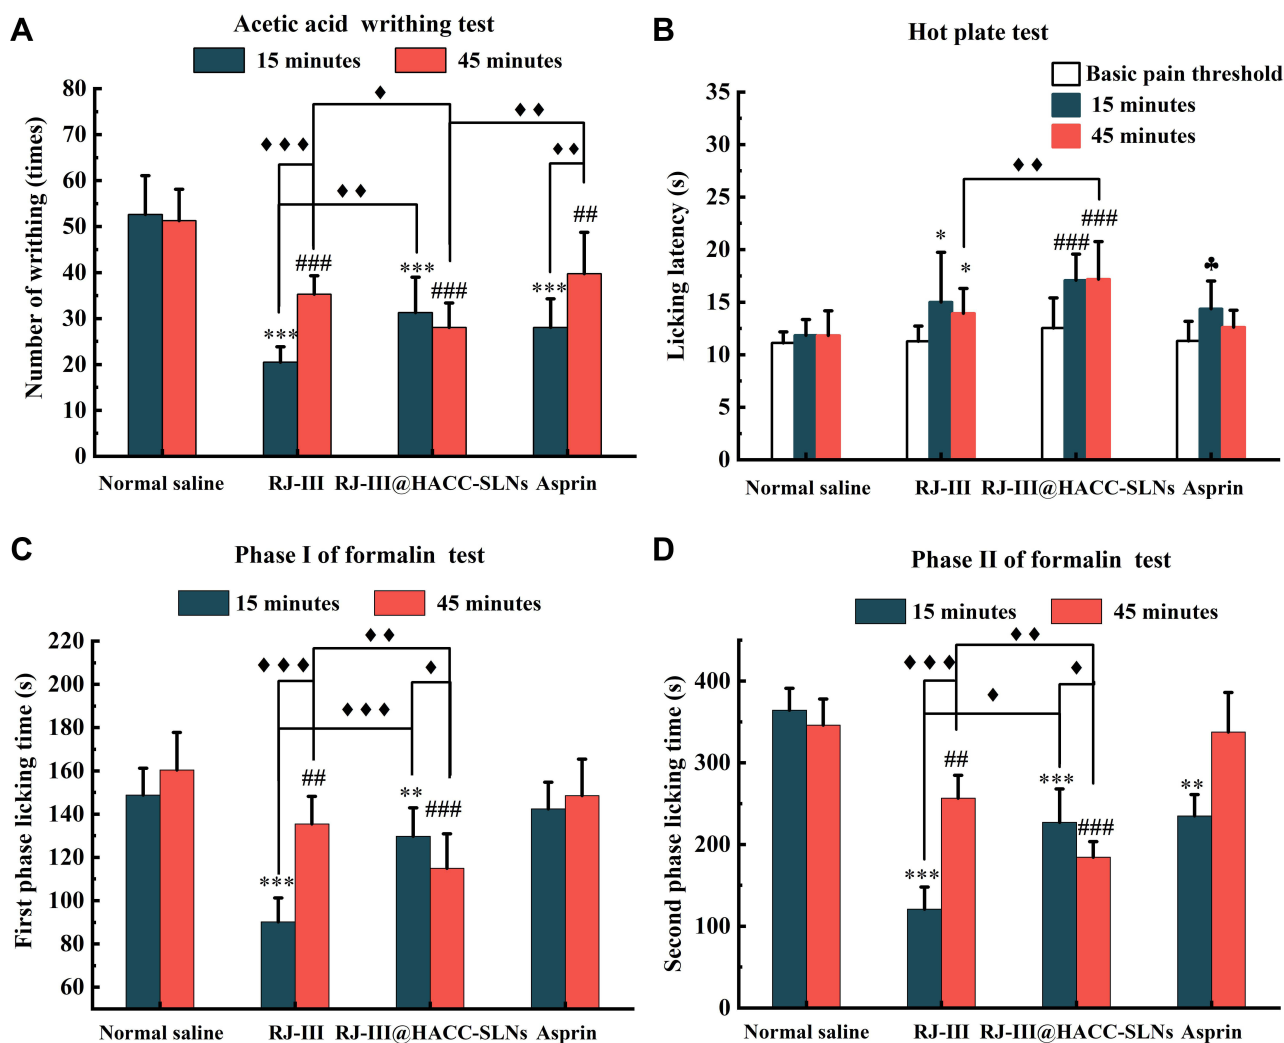 A
Acetic acid writhing test
15 minutes
45 minutes
Number of writhing (times)
80
70
60
50
40
30
20
10
0
♦
♦♦
♦♦♦
♦♦
♦♦
##
###
***
***
###
***
Normal saline
RJ-III
RJ-III@HACC-SLNs
Asprin
B
Hot plate test
Basic pain threshold
15 minutes
45 minutes
Licking latency (s)
35
30
25
20
15
10
5
0
♦♦
*
*
###
###
♣
Normal saline
RJ-III
RJ-III@HACC-SLNs
Asprin
C
Phase I of formalin test
15 minutes
45 minutes
First phase licking time (s)
220
200
180
160
140
120
100
80
60
♦♦
♦♦♦
♦
♦♦♦
##
**
###
***
Normal saline
RJ-III
RJ-III@HACC-SLNs
Asprin
D
Phase II of formalin test
15 minutes
45 minutes
Second phase licking time (s)
400
300
200
100
0
♦♦
♦♦♦
♦
♦
##
***
**
###
***
Normal saline
RJ-III
RJ-III@HACC-SLNs
Asprin